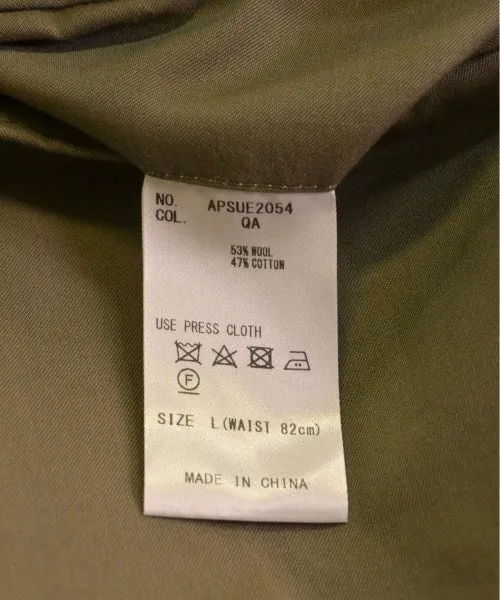 NO. APSUE2054
COL. QA
53% WOOL
47% COTTON
USE PRESS CLOTH
F
SIZE L(WAIST 82cm)
MADE IN CHINA